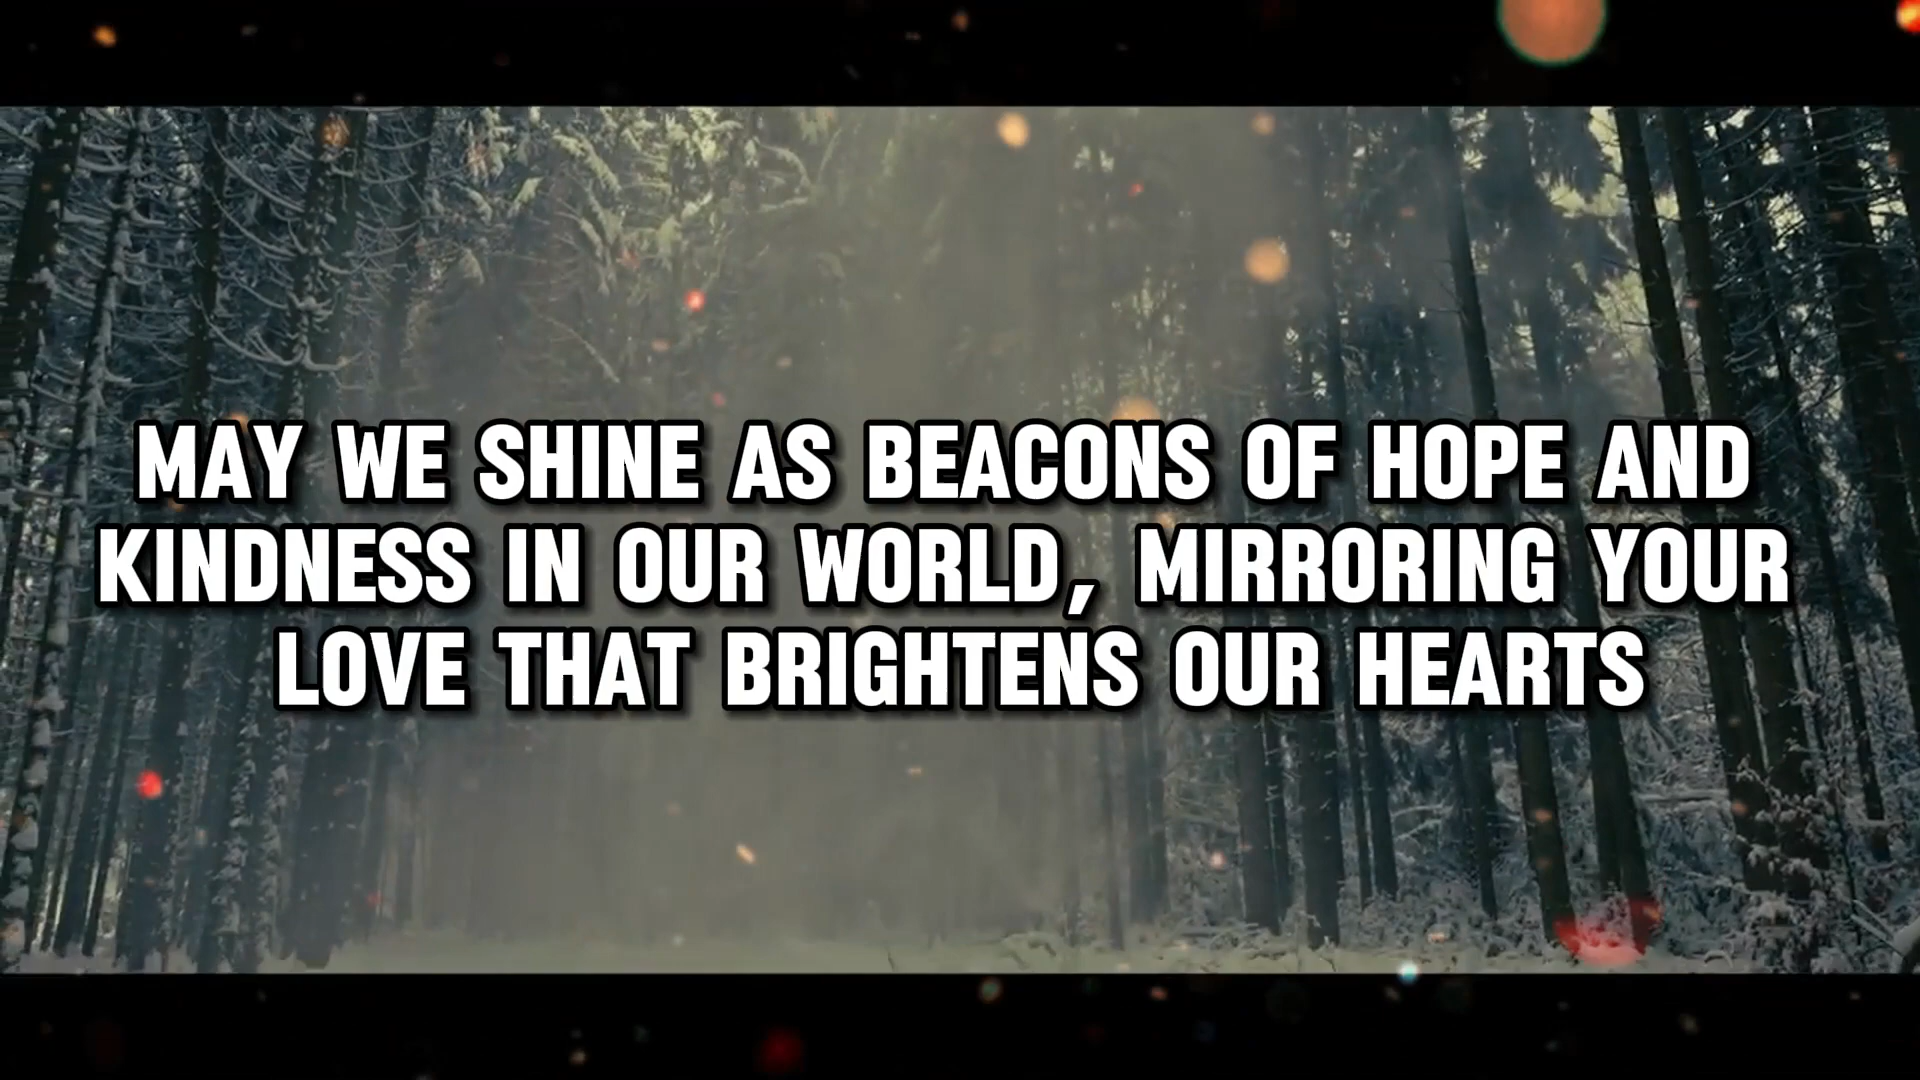 MAY WE SHINE AS BEACONS OF HOPE AND
KINDNESS IN OUR WORLD, MIRRORING YOUR
LOVE THAT BRIGHTENS OUR HEARTS